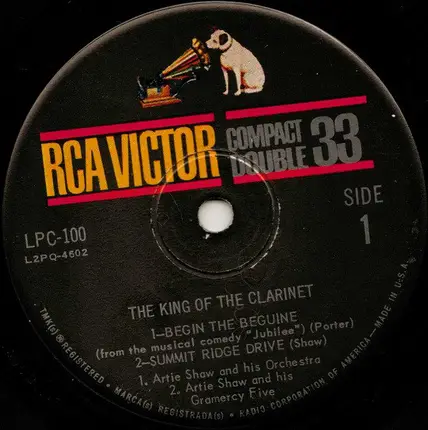 RCA VICTOR
COMPACT
DOUBLE 33
SIDE
1
LPC-100
L2PQ-4602
THE KING OF THE CLARINET
1—BEGIN THE BEGUINE
(from the musical comedy "Jubilee") (Porter)
2—SUMMIT RIDGE DRIVE (Shaw)
1. Artie Shaw and his Orchestra
2. Artie Shaw and his
Gramercy Five
TMK(s) ® REGISTERED • MARCA(s) REGISTRADA(s) • RADIO CORPORATION OF AMERICA — MADE IN U.S.A.